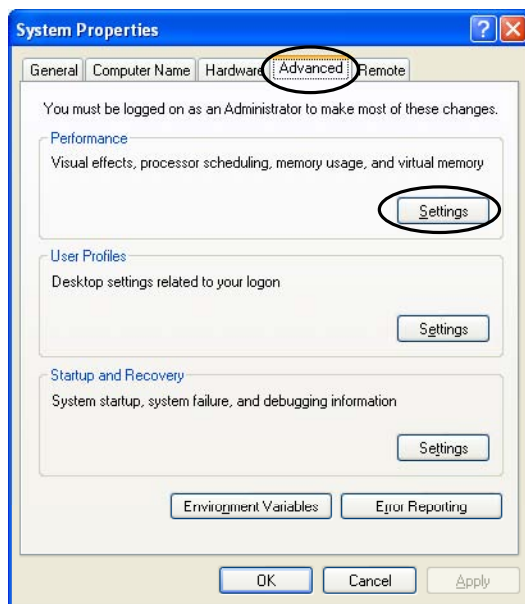 System Properties
General Computer Name Hardware Advanced Remote
You must be logged on as an Administrator to make most of these changes.
Performance
Visual effects, processor scheduling, memory usage, and virtual memory
Settings
User Profiles
Desktop settings related to your logon
Settings
Startup and Recovery
System startup, system failure, and debugging information
Settings
Environment Variables Error Reporting
OK Cancel Apply